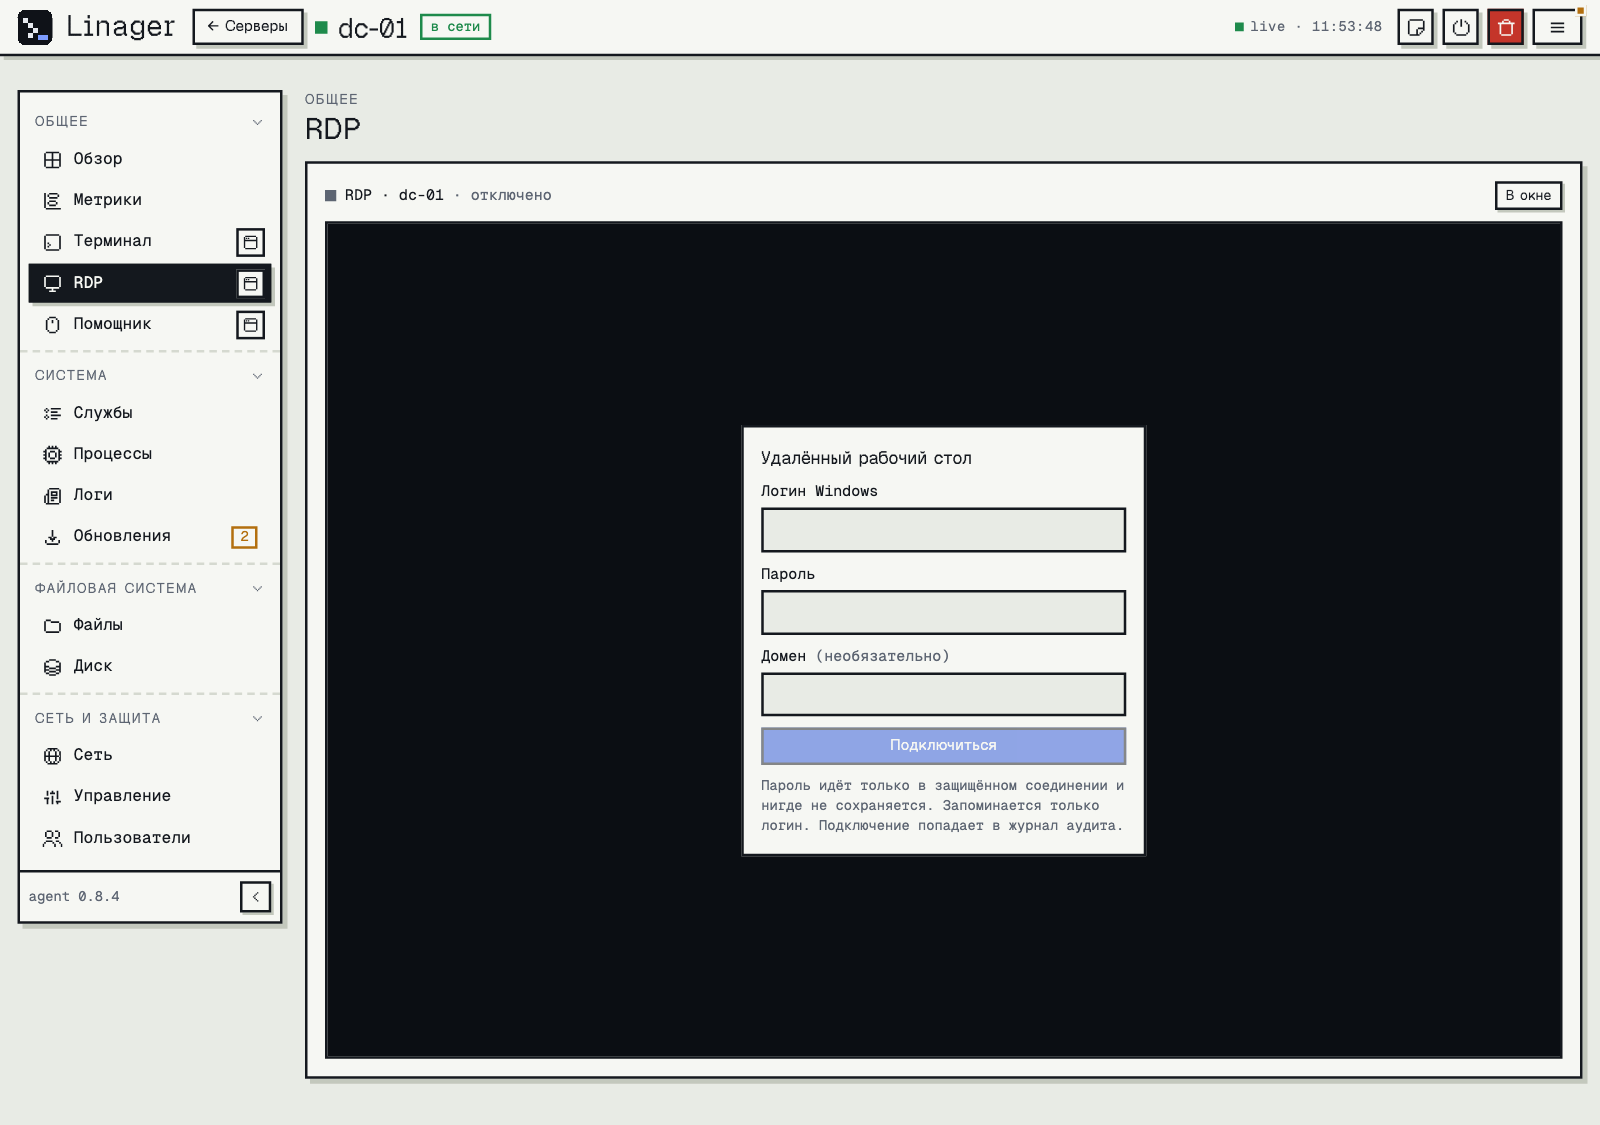 Linager
← Серверы
dc-01
в сети
live · 11:53:48
ОБЩЕЕ
Обзор
Метрики
Терминал
RDP
Помощник
СИСТЕМА
Службы
Процессы
Логи
Обновления
2
ФАЙЛОВАЯ СИСТЕМА
Файлы
Диск
СЕТЬ И ЗАЩИТА
Сеть
Управление
Пользователи
agent 0.8.4
ОБЩЕЕ
RDP
RDP · dc-01 · отключено
В окне
Удалённый рабочий стол
Логин Windows
Пароль
Домен (необязательно)
Подключиться
Пароль идёт только в защищённом соединении и
нигде не сохраняется. Запоминается только
логин. Подключение попадает в журнал аудита.